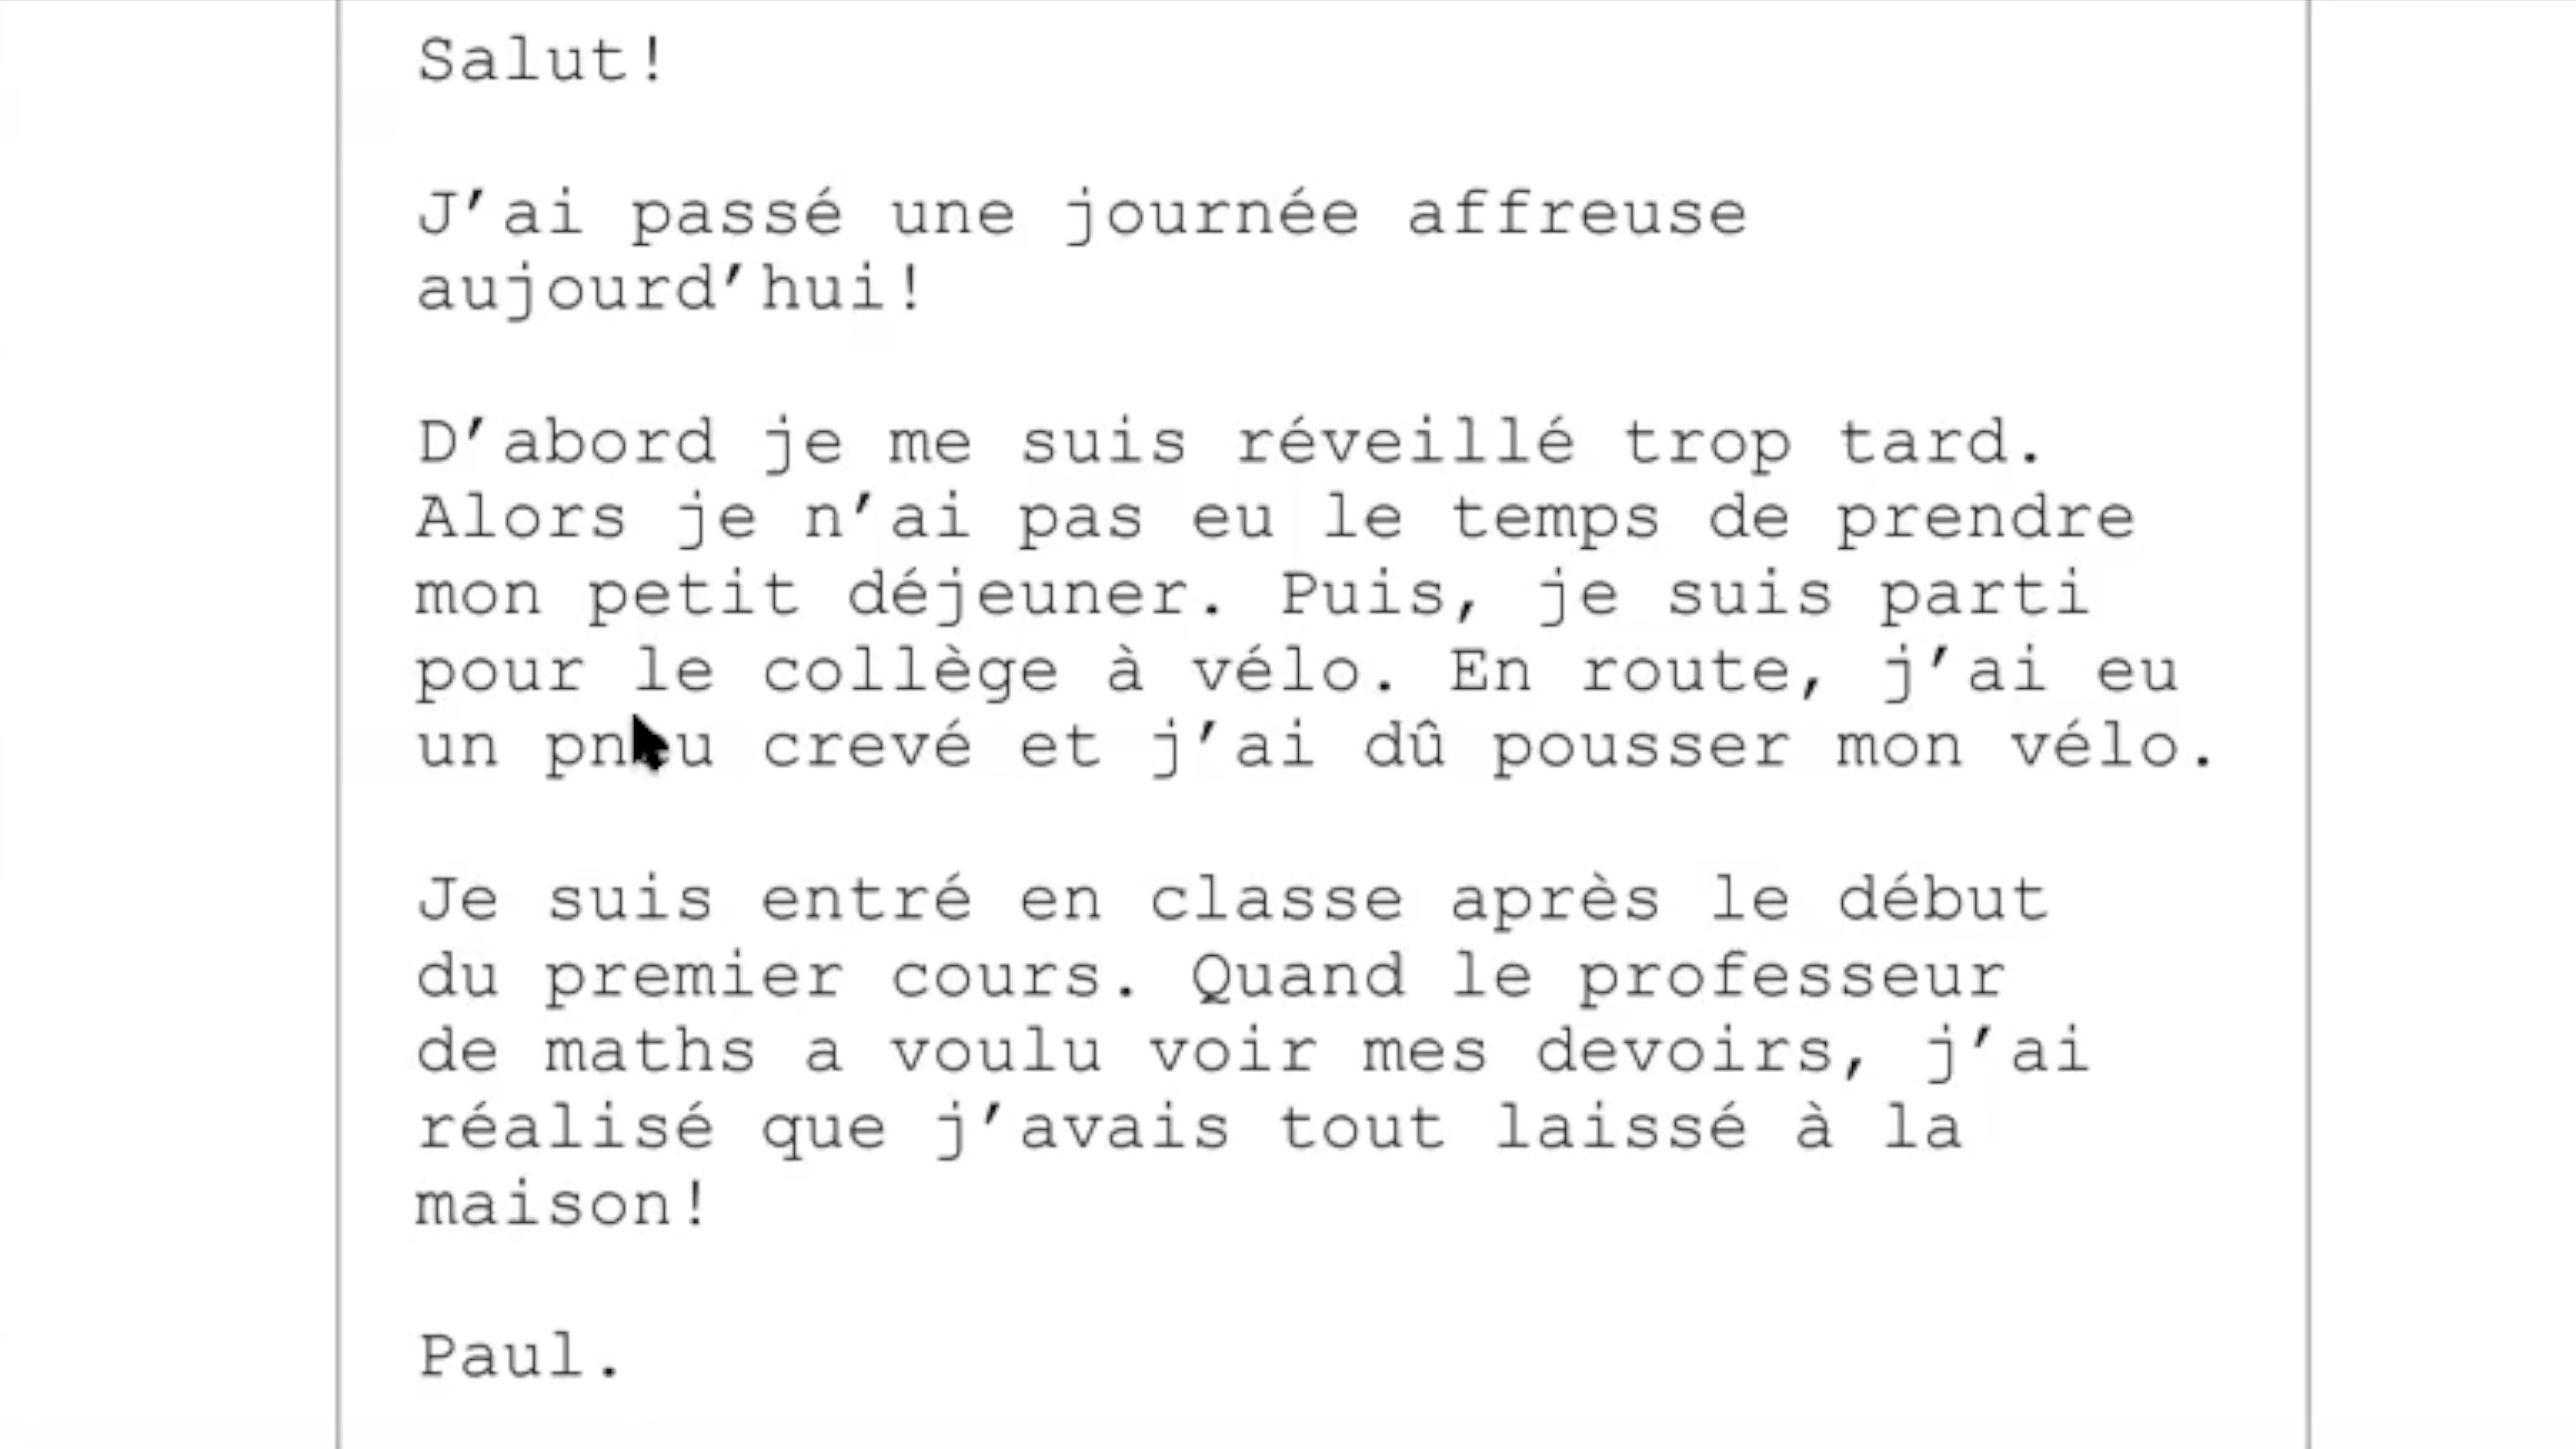 Salut!
J’ai passé une journée affreuse
aujourd’hui!
D’abord je me suis réveillé trop tard.
Alors je n’ai pas eu le temps de prendre
mon petit déjeuner. Puis, je suis parti
pour le collège à vélo. En route, j’ai eu
un pneu crevé et j’ai dû pousser mon vélo.
Je suis entré en classe après le début
du premier cours. Quand le professeur
de maths a voulu voir mes devoirs, j’ai
réalisé que j’avais tout laissé à la
maison!
Paul.